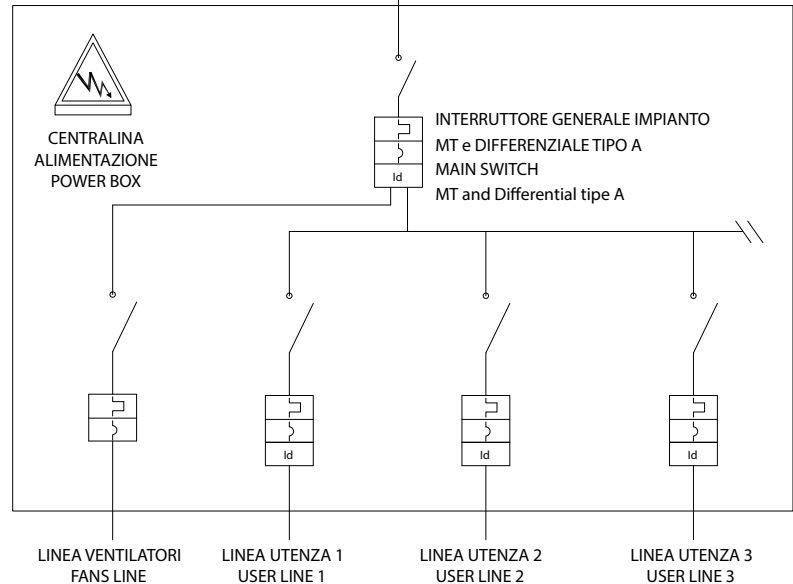 CENTRALINA
ALIMENTAZIONE
POWER BOX
INTERRUTTORE GENERALE IMPIANTO
MT e DIFFERENZIALE TIPO A
MAIN SWITCH
MT and Differential tipe A
Id
Id
Id
Id
LINEA VENTILATORI
FANS LINE
LINEA UTENZA 1
USER LINE 1
LINEA UTENZA 2
USER LINE 2
LINEA UTENZA 3
USER LINE 3